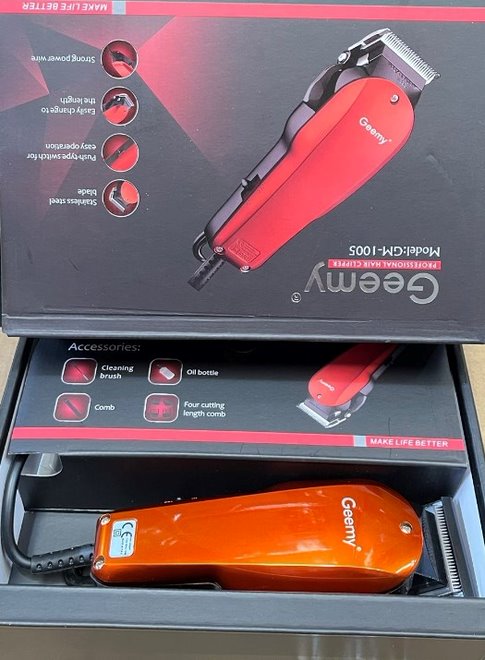 MAKE LIFE BETTER
Strong power wire
Easily change to
the length
Push-type switch for
easy operation
Stainless steel
blade
Geemy
Geemy®
PROFESSIONAL HAIR CLIPPER
Model:GM-1005
Accessories:
Cleaning
brush
Oil bottle
Comb
Four cutting
length comb
Geemy
MAKE LIFE BETTER
Geemy